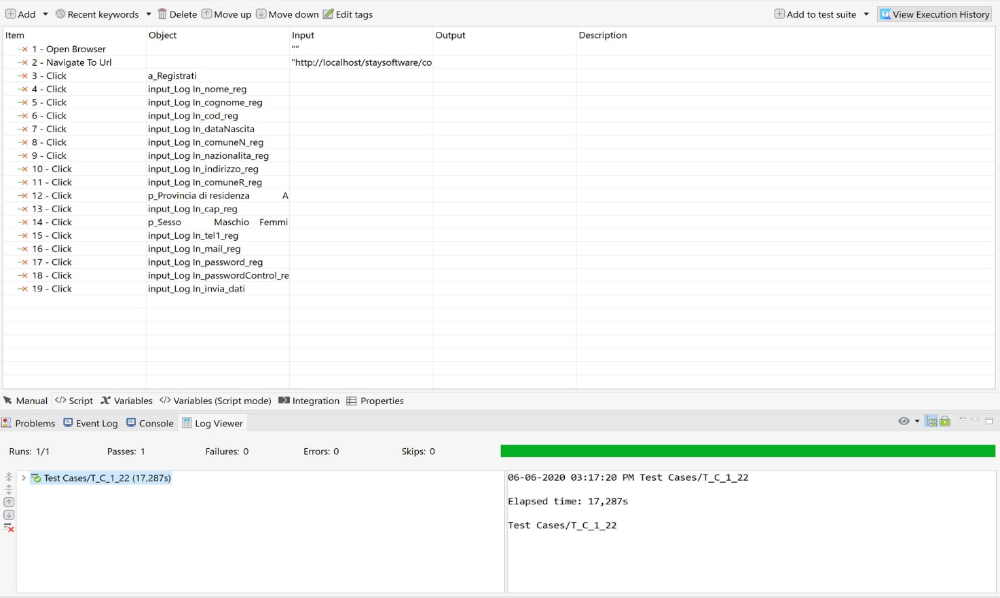 Add Recent keywords Delete Move up Move down Edit tags Add to test suite View Execution History
Item Object Input Output Description
1 - Open Browser ""
2 - Navigate To Url "http://localhost/staysoftware/co
3 - Click a_Registrati
4 - Click input_Log In_nome_reg
5 - Click input_Log In_cognome_reg
6 - Click input_Log In_cod_reg
7 - Click input_Log In_dataNascita
8 - Click input_Log In_comuneN_reg
9 - Click input_Log In_nazionalita_reg
10 - Click input_Log In_indirizzo_reg
11 - Click input_Log In_comuneR_reg
12 - Click p_Provincia di residenza A
13 - Click input_Log In_cap_reg
14 - Click p_Sesso Maschio Femmi
15 - Click input_Log In_tel1_reg
16 - Click input_Log In_mail_reg
17 - Click input_Log In_password_reg
18 - Click input_Log In_passwordControl_re
19 - Click input_Log In_invia_dati
Manual Script Variables Variables (Script mode) Integration Properties
Problems Event Log Console Log Viewer
Runs: 1/1 Passes: 1 Failures: 0 Errors: 0 Skips: 0
Test Cases/T_C_1_22 (17,287s)
06-06-2020 03:17:20 PM Test Cases/T_C_1_22
Elapsed time: 17,287s
Test Cases/T_C_1_22